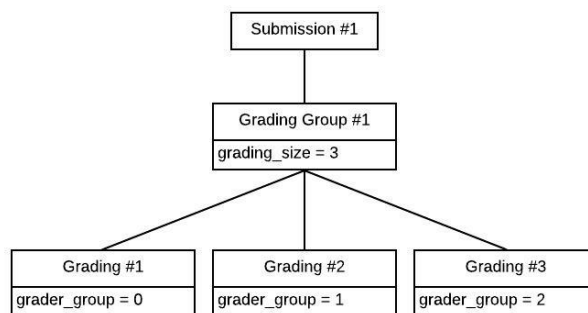 Submission #1
Grading Group #1
grading_size = 3
Grading #1
grader_group = 0
Grading #2
grader_group = 1
Grading #3
grader_group = 2